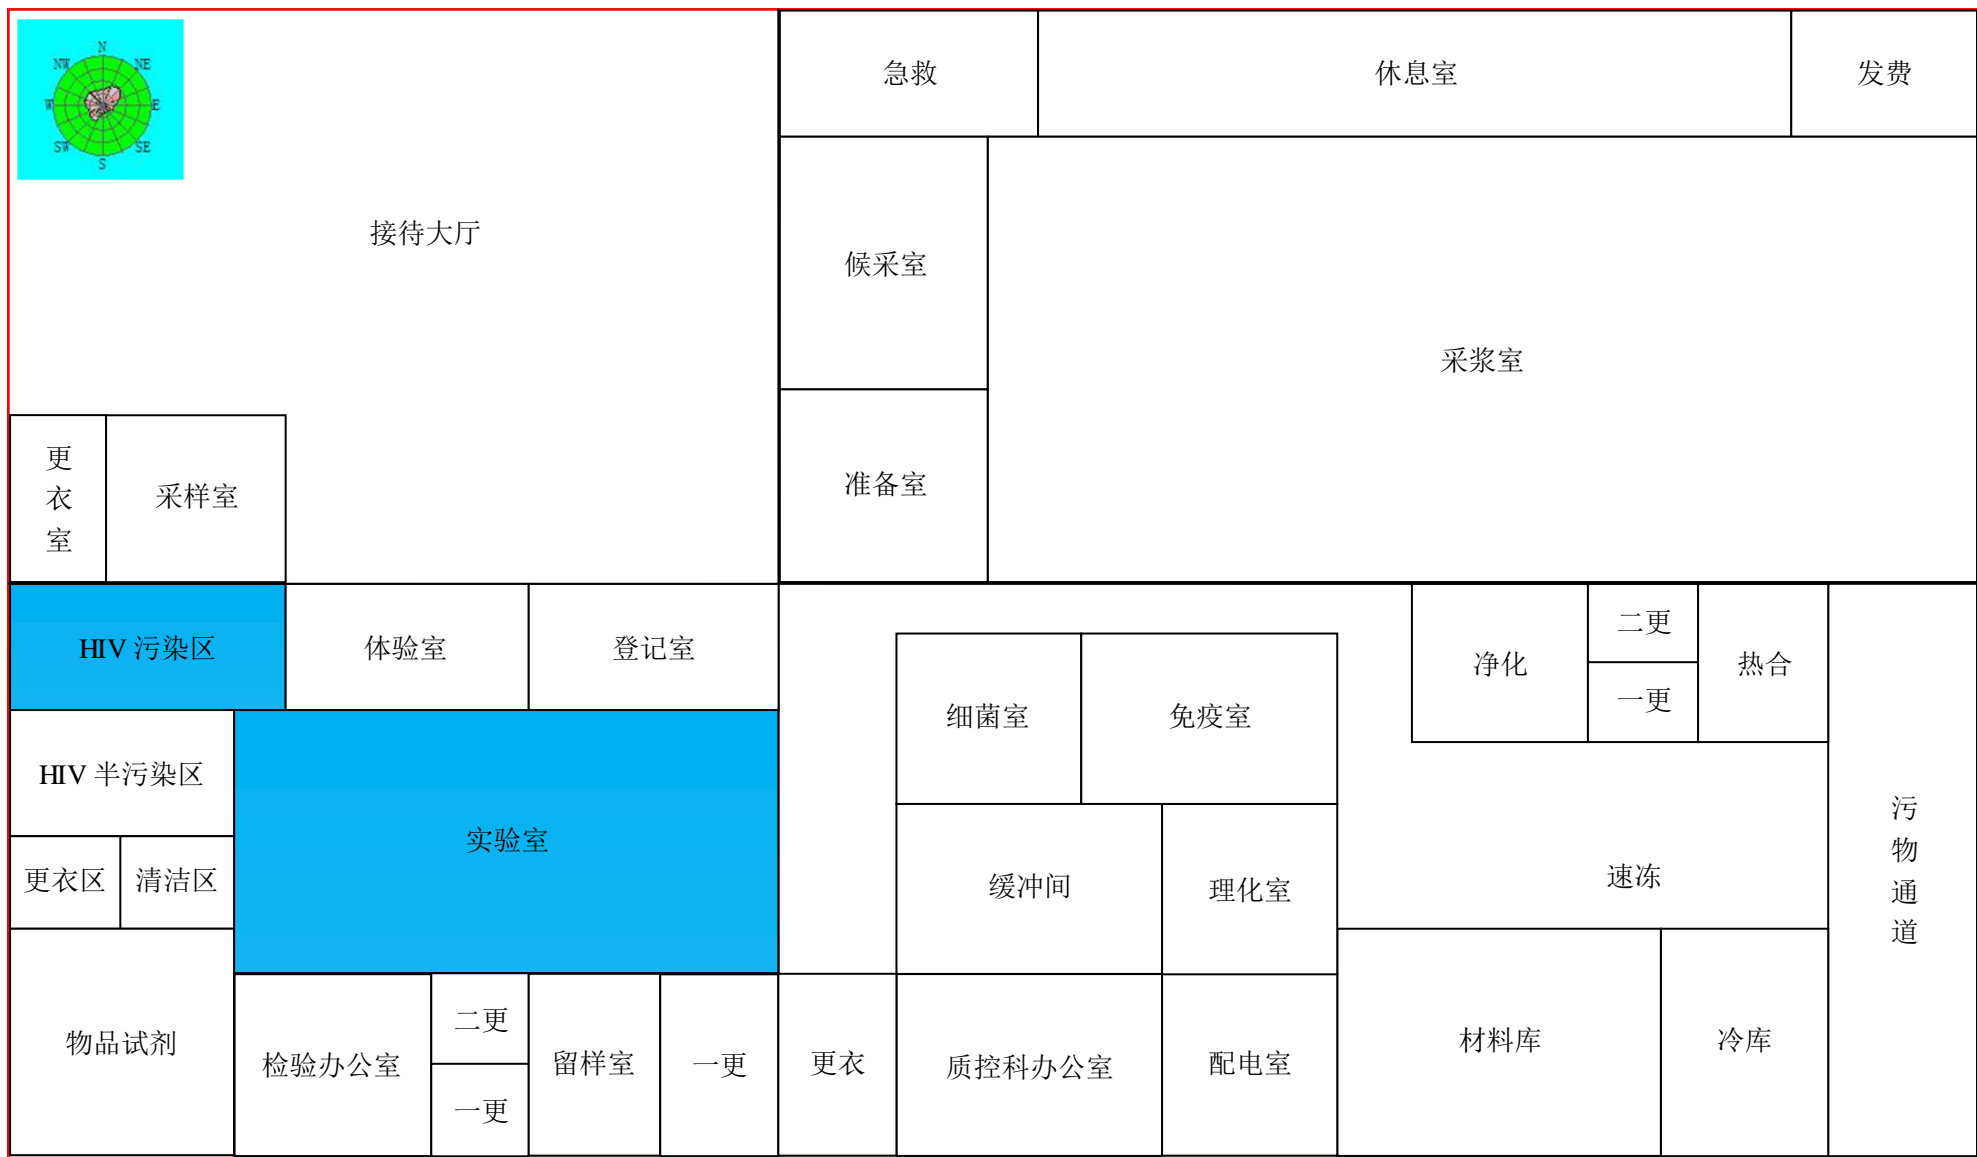 N
NW
NE
W
E
SW
SE
S
急救
休息室
发费
接待大厅
候采室
采浆室
准备室
更
衣
室
采样室
HIV 污染区
体验室
登记室
细菌室
免疫室
净化
二更
一更
热合
HIV 半污染区
实验室
更衣区
清洁区
缓冲间
理化室
速冻
污
物
通
道
物品试剂
检验办公室
二更
一更
留样室
一更
更衣
质控科办公室
配电室
材料库
冷库